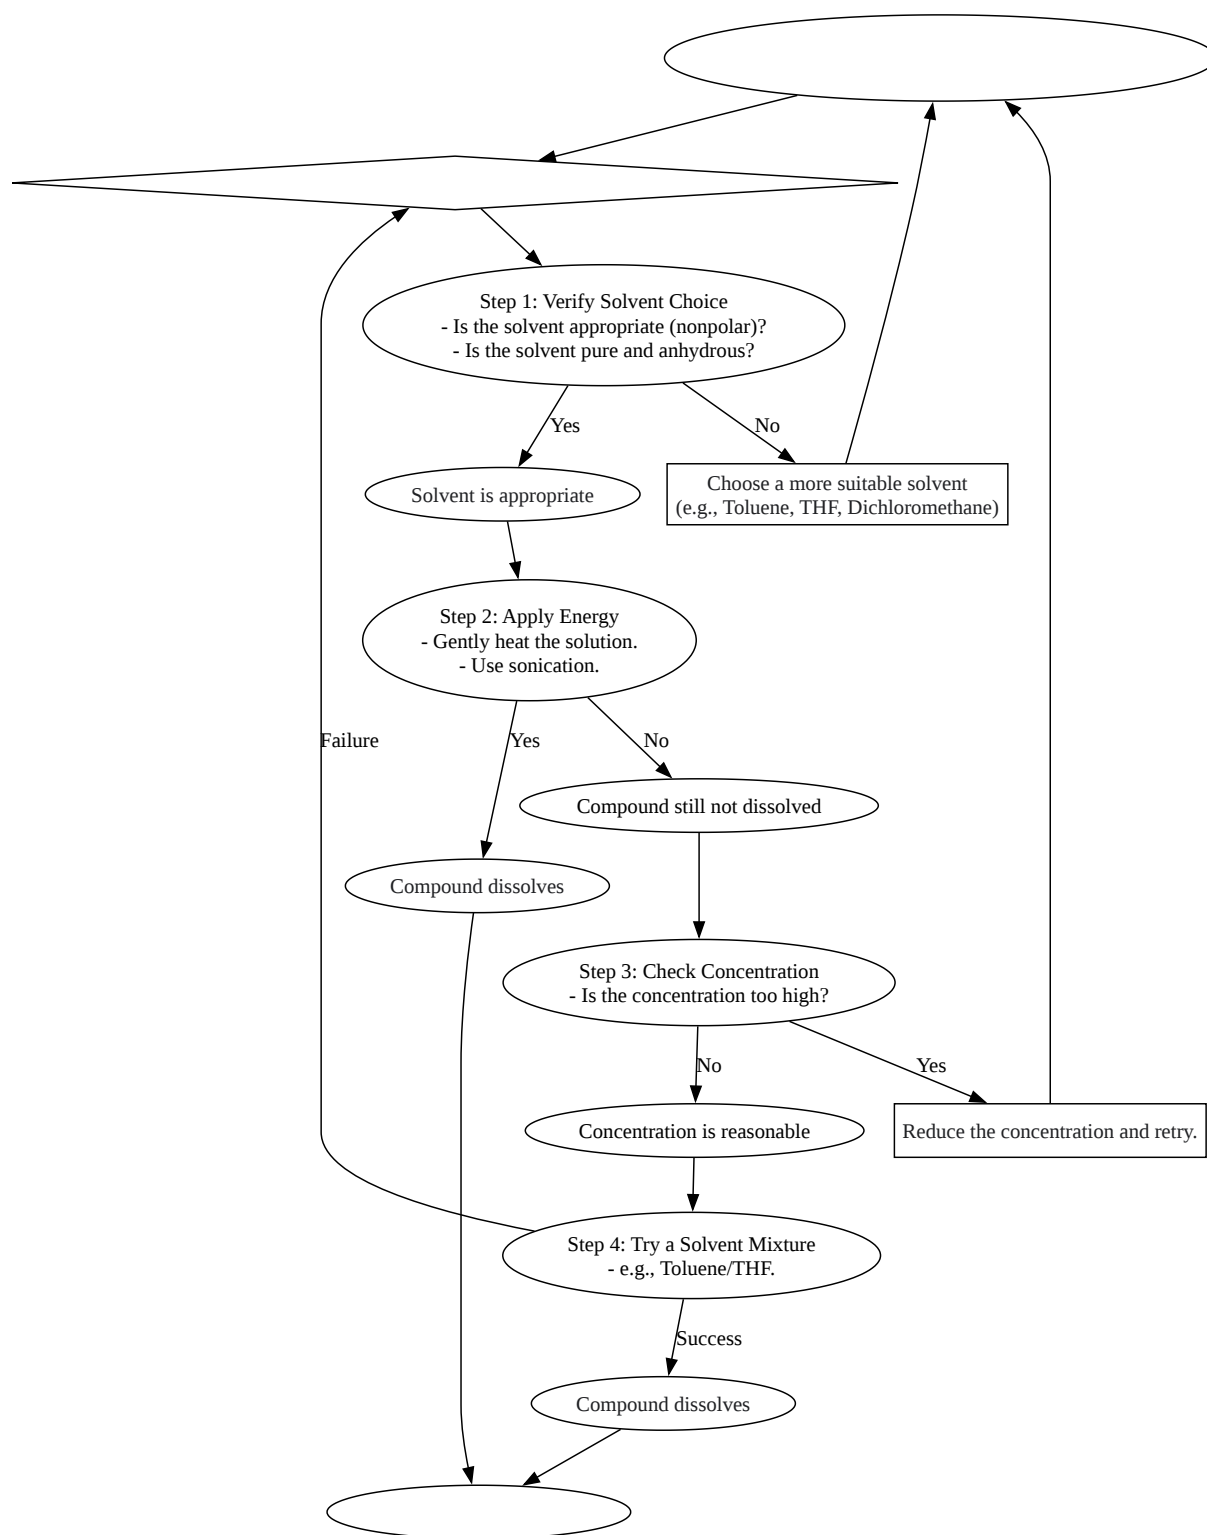 Step 1: Verify Solvent Choice
- Is the solvent appropriate (nonpolar)?
- Is the solvent pure and anhydrous?
Yes
No
Solvent is appropriate
Choose a more suitable solvent
(e.g., Toluene, THF, Dichloromethane)
Step 2: Apply Energy
- Gently heat the solution.
- Use sonication.
Failure
Yes
No
Compound still not dissolved
Compound dissolves
Step 3: Check Concentration
- Is the concentration too high?
No
Yes
Concentration is reasonable
Reduce the concentration and retry.
Step 4: Try a Solvent Mixture
- e.g., Toluene/THF.
Success
Compound dissolves